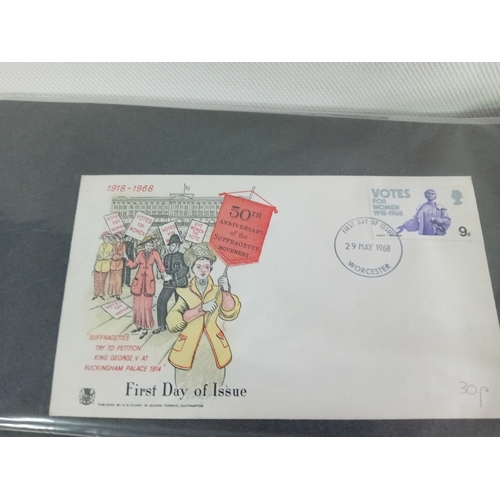 1918-1968
50TH
ANNIVERSARY
of the
SUFFRAGETTE
MOVEMENT
VOTES
FOR
WOMEN
1918-1968
9d
FIRST DAY OF ISSUE
29 MAY 1968
WORCESTER
SUFFRAGETTES
TRY TO PETITION
KING GEORGE V AT
BUCKINGHAM PALACE 1914
First Day of Issue
30p